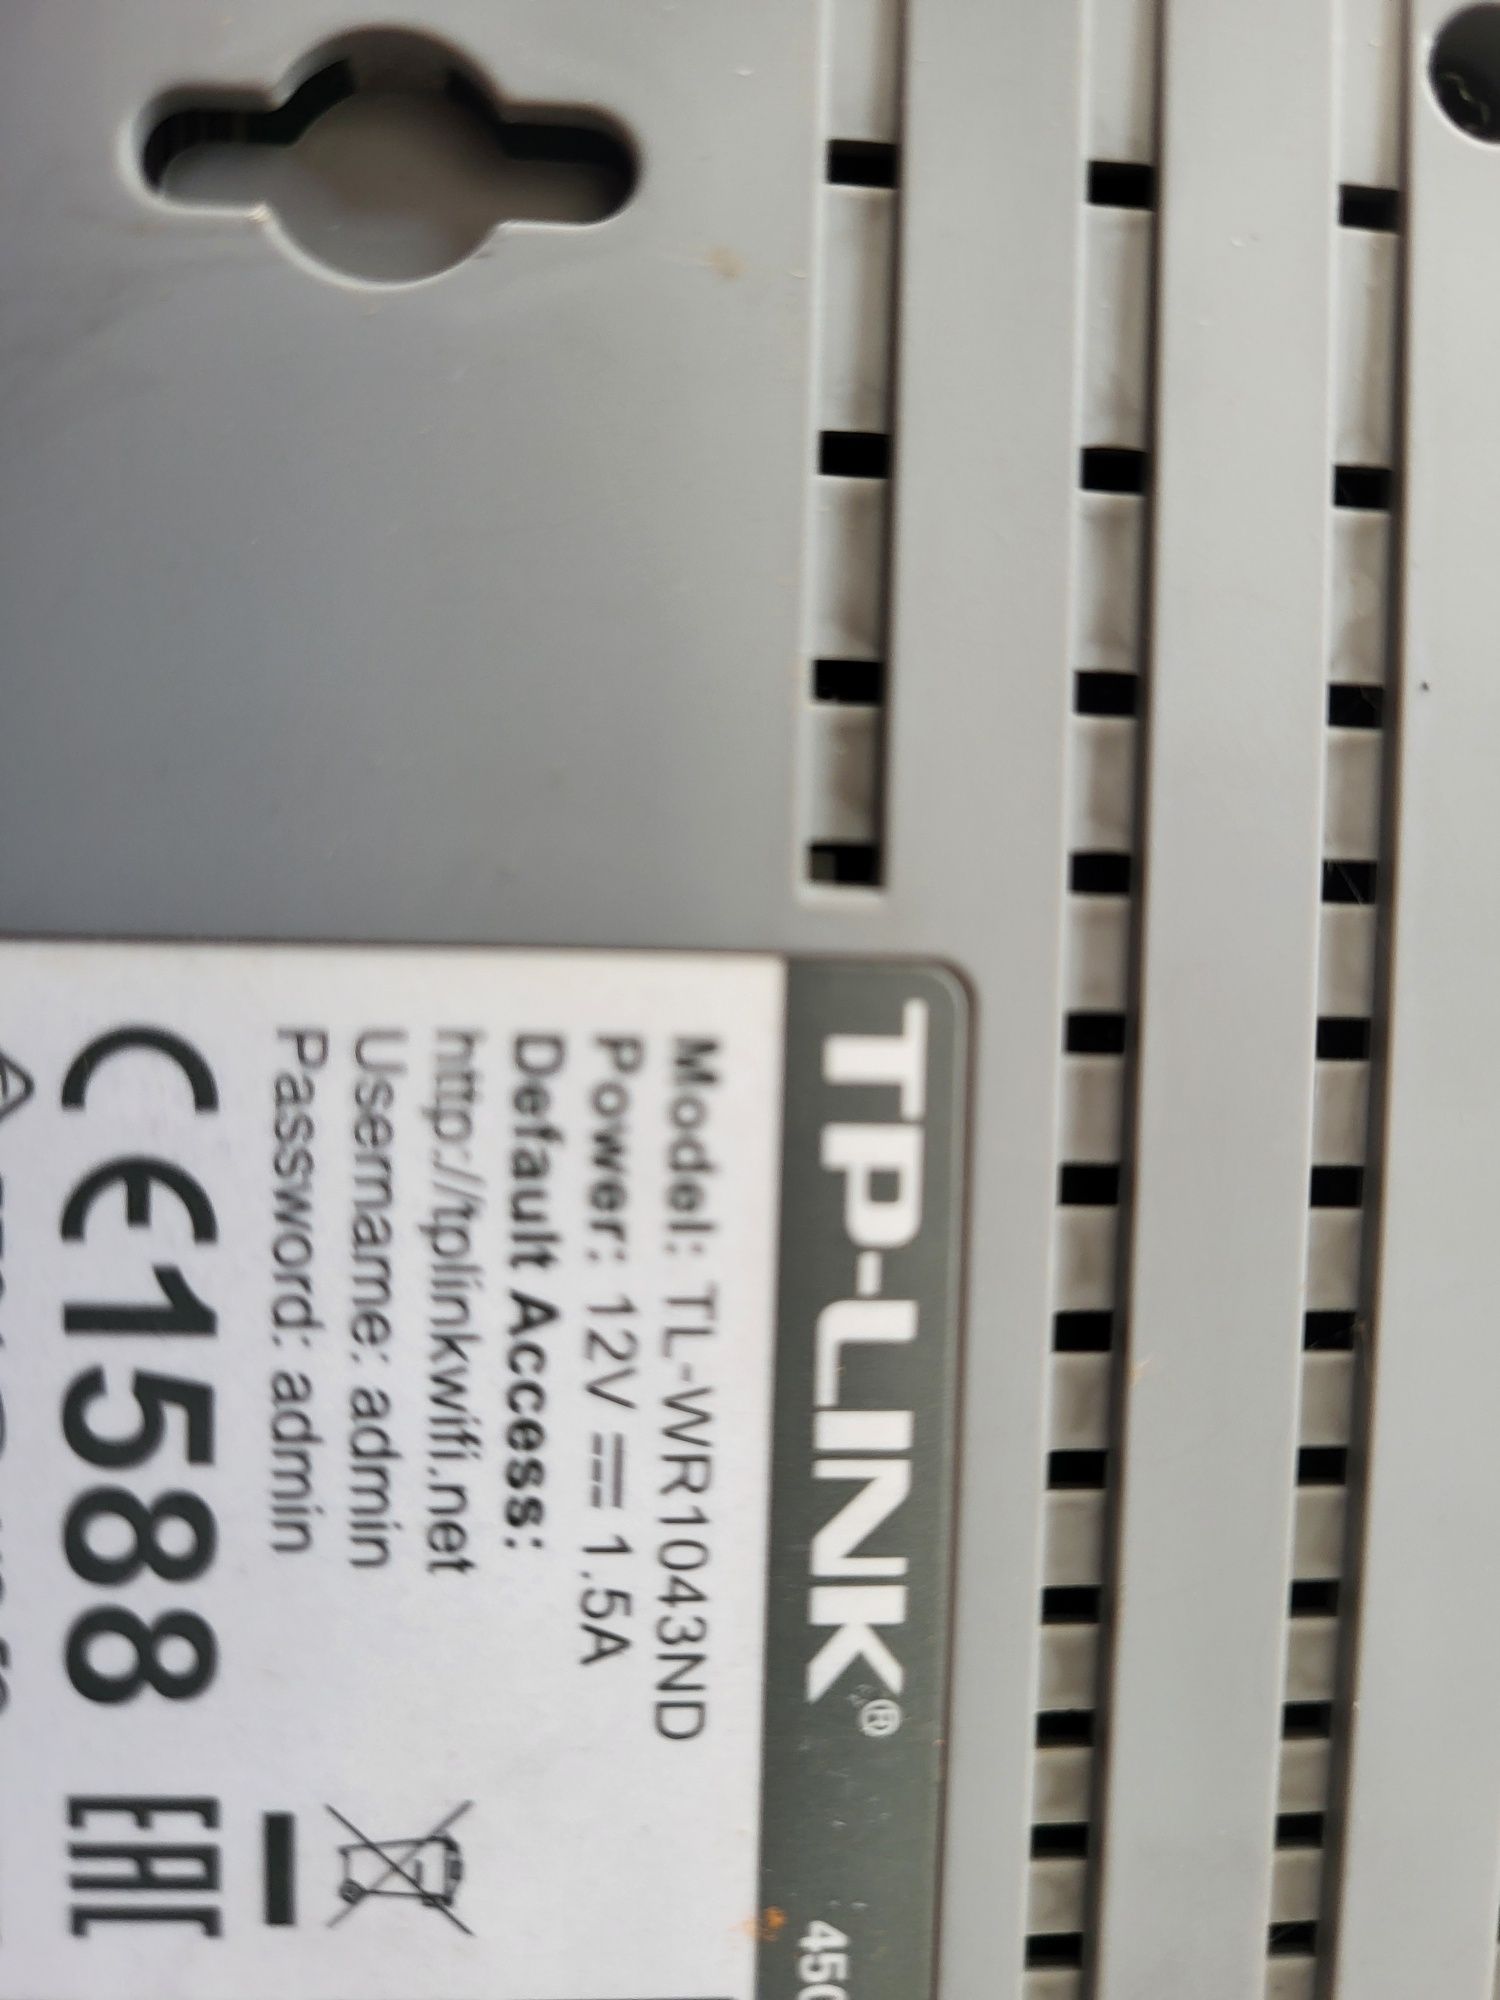 TP-LINK® 450
Model: TL-WR1043ND
Power: 12V ⎓ 1.5A
Default Access:
http://tplinkwifi.net
Username: admin
Password: admin
CE1588 EAC